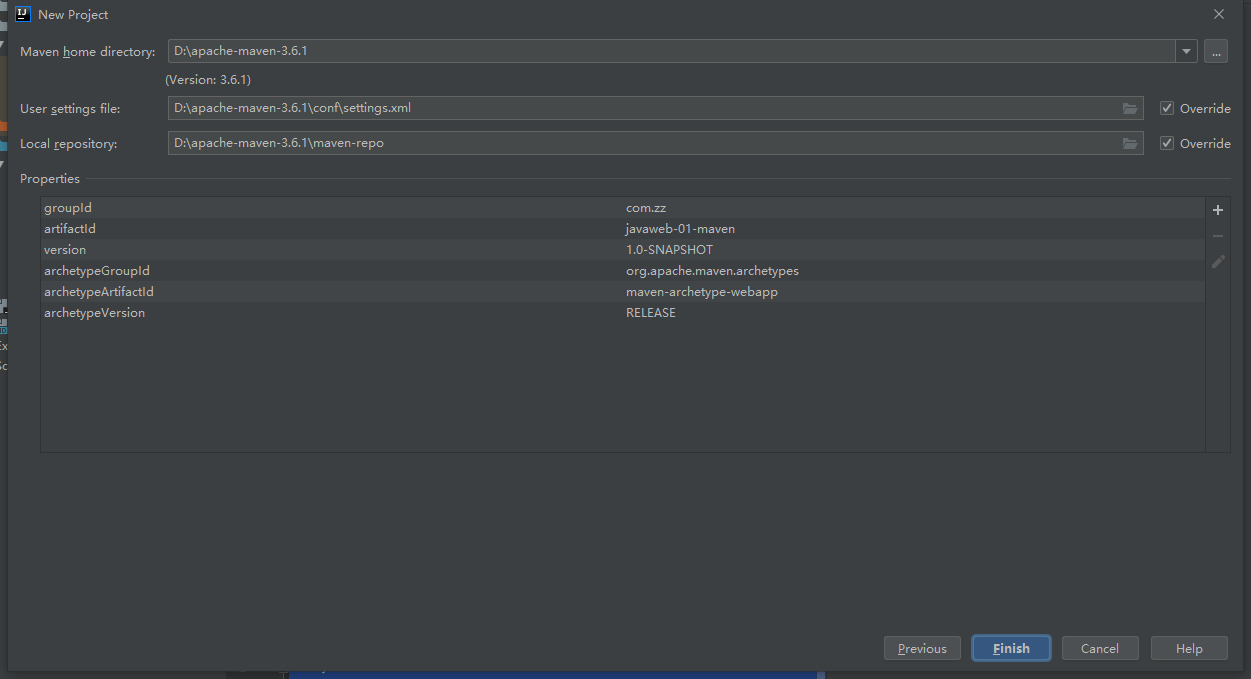 New Project
Maven home directory: D:\apache-maven-3.6.1 ...
(Version: 3.6.1)
User settings file: D:\apache-maven-3.6.1\conf\settings.xml Override
Local repository: D:\apache-maven-3.6.1\maven-repo Override
Properties
groupId com.zz
artifactId javaweb-01-maven
version 1.0-SNAPSHOT
archetypeGroupId org.apache.maven.archetypes
archetypeArtifactId maven-archetype-webapp
archetypeVersion RELEASE
Previous Finish Cancel Help